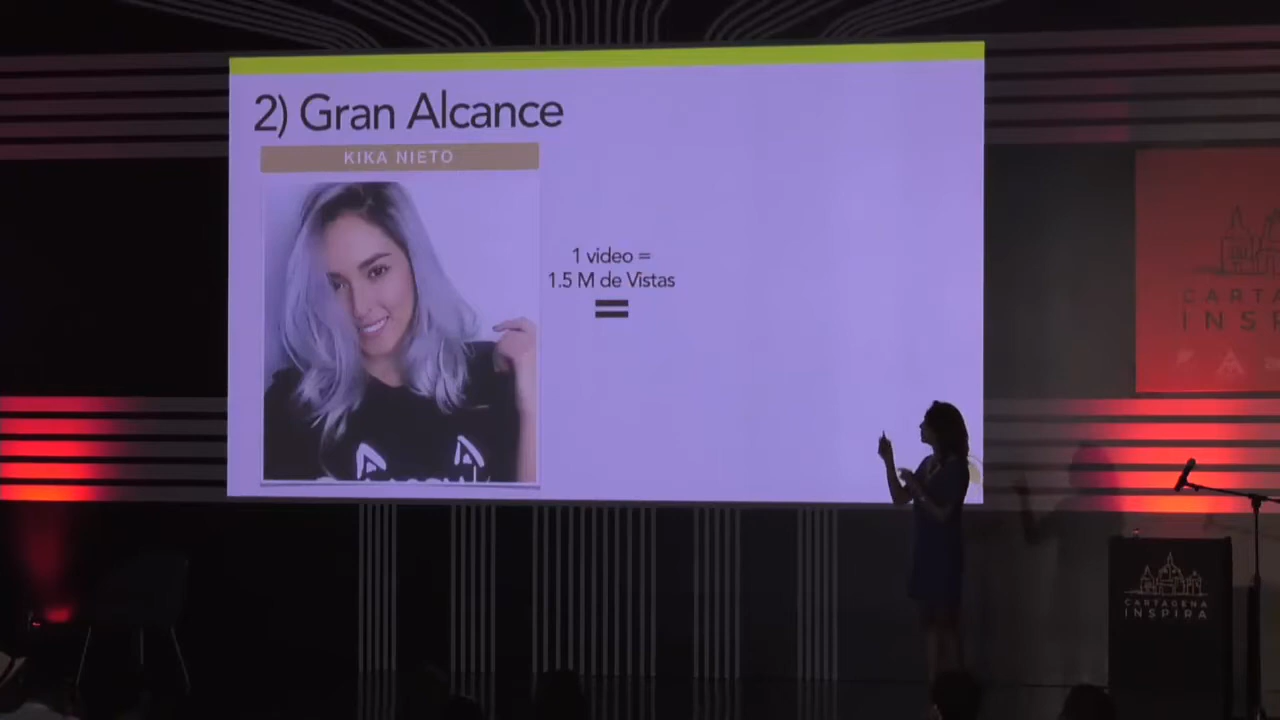 2) Gran Alcance
KIKA NIETO
1 video =
1.5 M de Vistas
=
CARTAGENA
INSPIRA